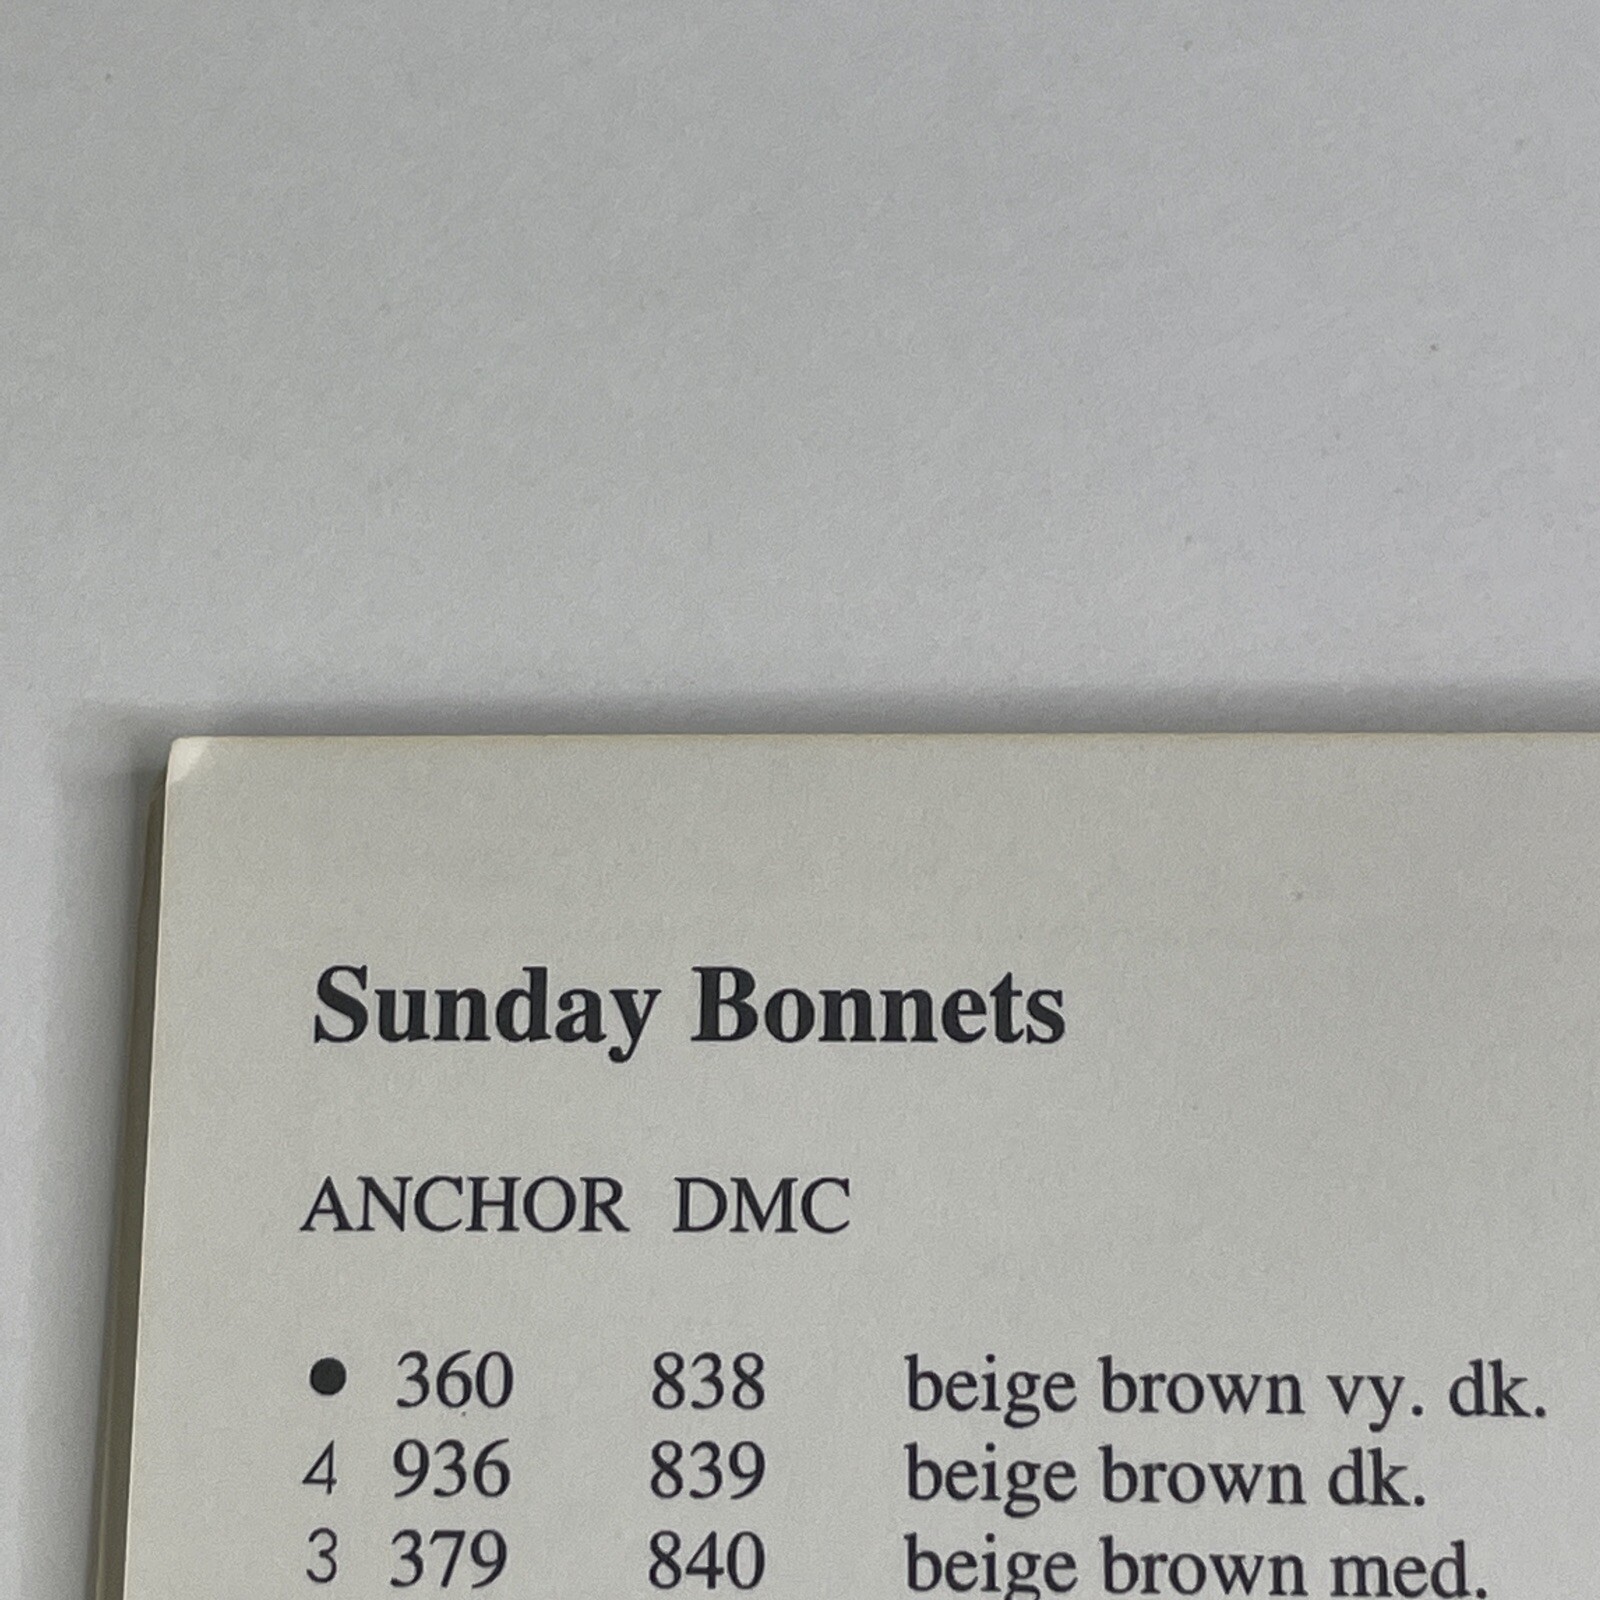 Sunday Bonnets
ANCHOR DMC
● 360 838 beige brown vy. dk.
4 936 839 beige brown dk.
3 379 840 beige brown med.